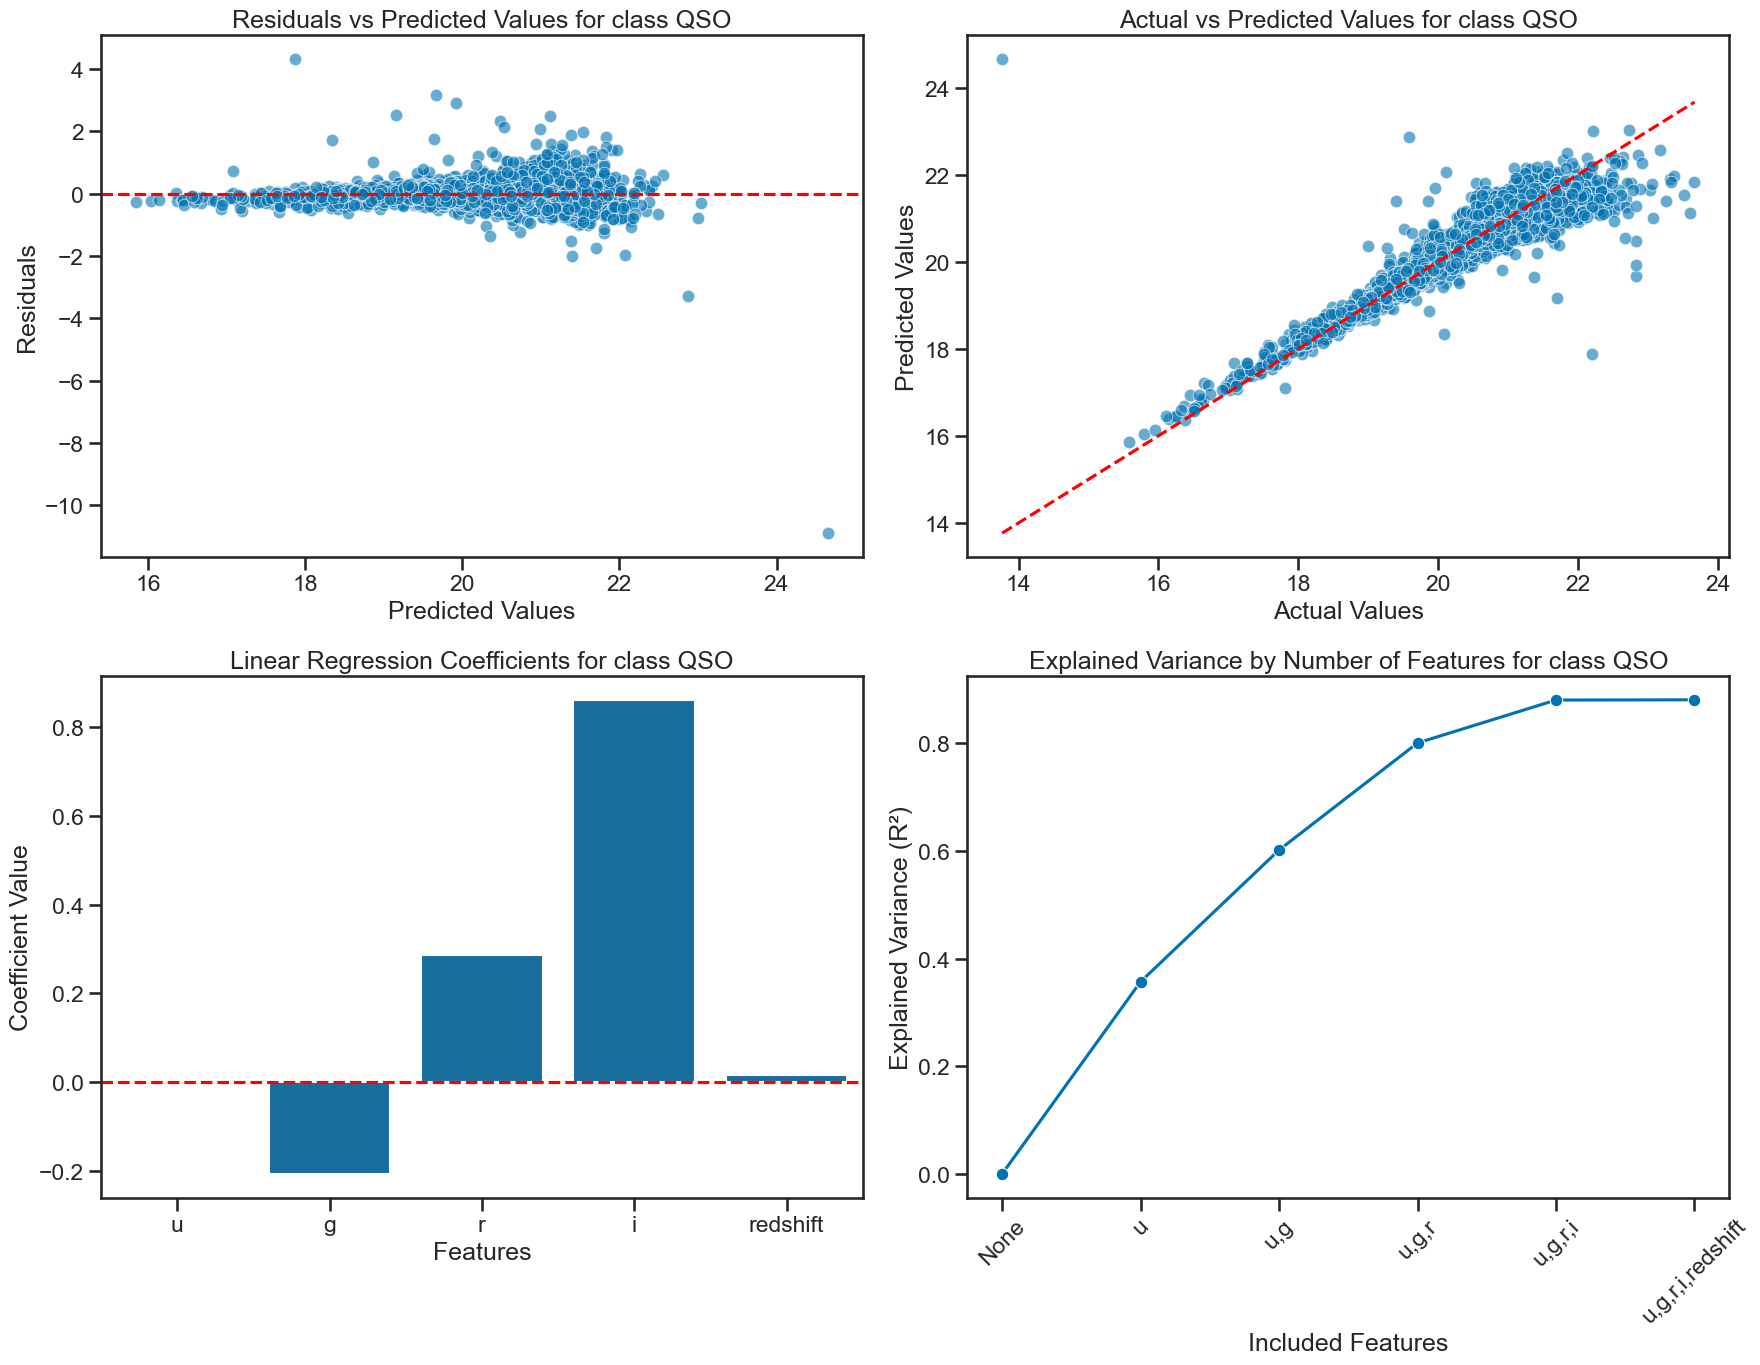 Residuals vs Predicted Values for class QSO
4
2
0
−2
−4
−6
−8
−10
Residuals
16
18
20
22
24
Predicted Values
Actual vs Predicted Values for class QSO
24
22
20
18
16
14
Predicted Values
14
16
18
20
22
24
Actual Values
Linear Regression Coefficients for class QSO
0.8
0.6
0.4
0.2
0.0
−0.2
Coefficient Value
u
g
r
i
redshift
Features
Explained Variance by Number of Features for class QSO
0.8
0.6
0.4
0.2
0.0
Explained Variance (R²)
None
u
u,g
u,g,r
u,g,r,i
u,g,r,i,redshift
Included Features